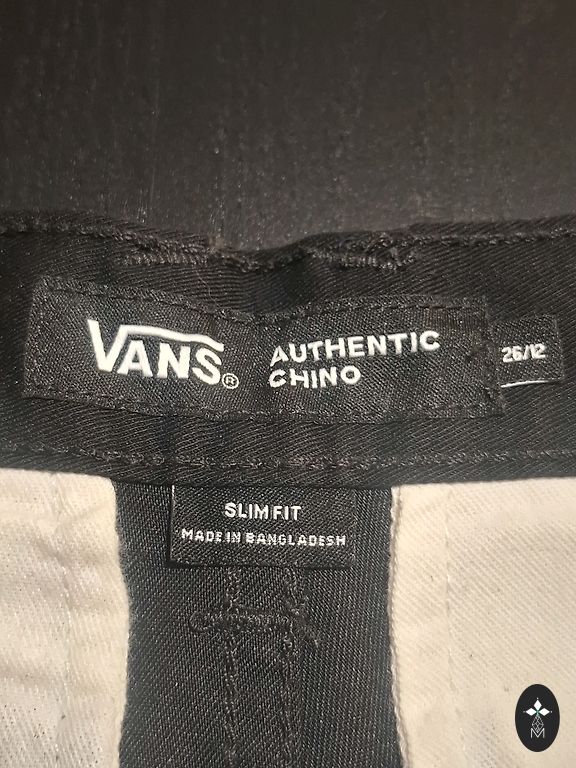 VANS®
AUTHENTIC
CHINO
26/12
SLIM FIT
MADE IN BANGLADESH
M